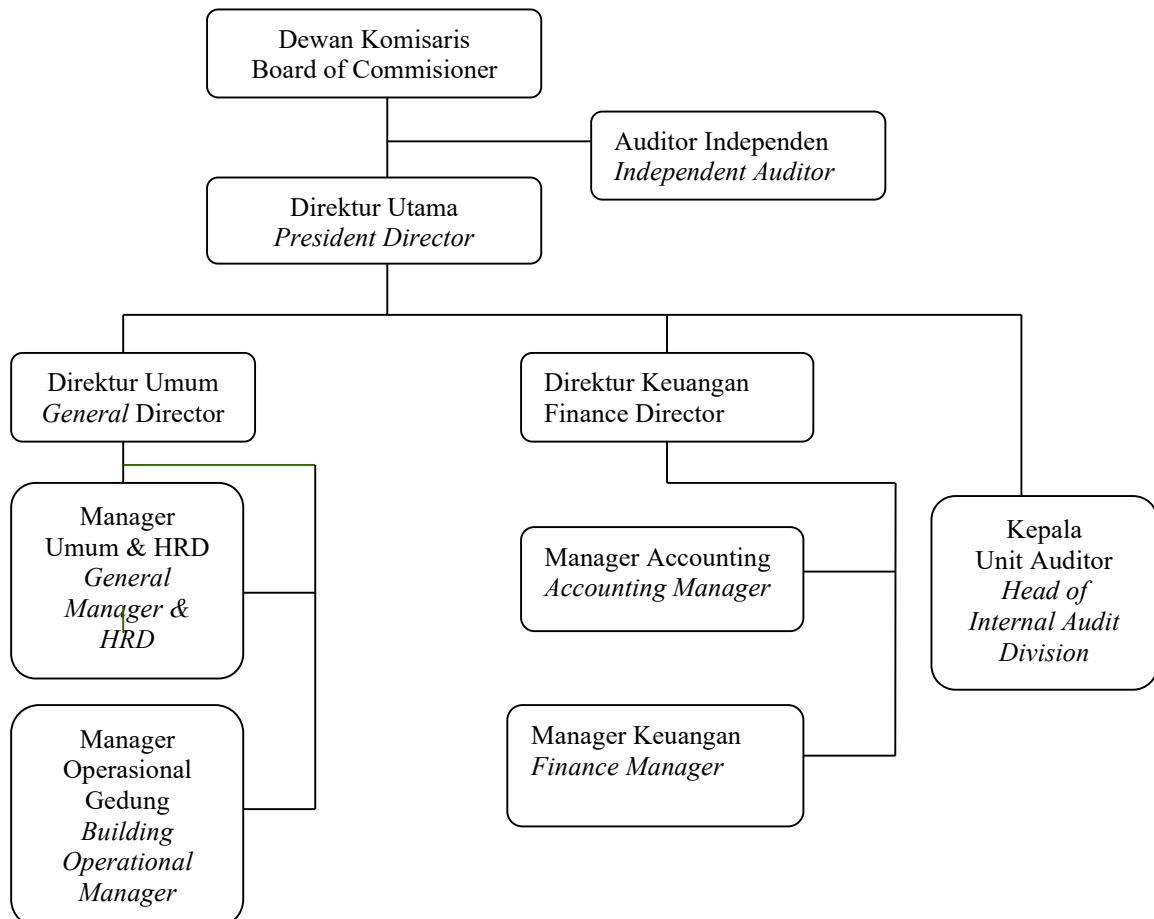 Dewan Komisaris
Board of Commisioner
Auditor Independen
Independent Auditor
Direktur Utama
President Director
Direktur Umum
General Director
Direktur Keuangan
Finance Director
Manager
Umum & HRD
General
Manager &
HRD
Manager Accounting
Accounting Manager
Kepala
Unit Auditor
Head of
Internal Audit
Division
Manager
Operasional
Gedung
Building
Operational
Manager
Manager Keuangan
Finance Manager